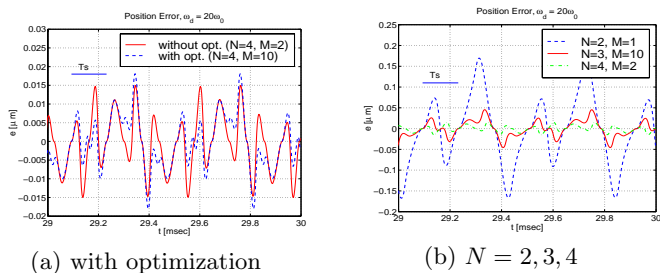 Position Error, ω_d = 20ω_0
0.03
0.025
0.02
0.015
0.01
0.005
0
−0.005
−0.01
−0.015
−0.02
e [μ m]
Ts
without opt. (N=4, M=2)
with opt. (N=4, M=10)
29
29.2
29.4
29.6
29.8
30
t [msec]
(a) with optimization
Position Error, ω_d = 20ω_0
0.25
0.2
0.15
0.1
0.05
0
−0.05
−0.1
−0.15
−0.2
e [μ m]
Ts
N=2, M=1
N=3, M=10
N=4, M=2
29
29.2
29.4
29.6
29.8
30
t [msec]
(b) N = 2, 3, 4